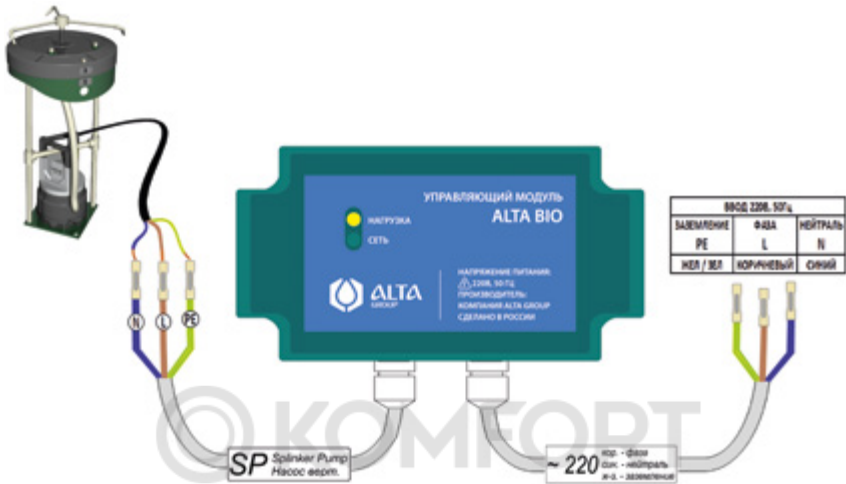 УПРАВЛЯЮЩИЙ МОДУЛЬ
ALTA BIO
НАГРУЗКА
СЕТЬ
ALTA
GROUP
НАПРЯЖЕНИЕ ПИТАНИЯ:
220В, 50 ГЦ
ПРОИЗВОДИТЕЛЬ:
КОМПАНИЯ ALTA GROUP
СДЕЛАНО В РОССИИ
ВВОД 220В, 50Гц
ЗАЗЕМЛЕНИЕ ФАЗА НЕЙТРАЛЬ
PE L N
ЖЕЛ / ЗЕЛ КОРИЧНЕВЫЙ СИНИЙ
N L PE
SP Splinker Pump
Насос верт.
~ 220 кор. - фаза
син. - нейтраль
ж-з. - заземление
KOMFORT